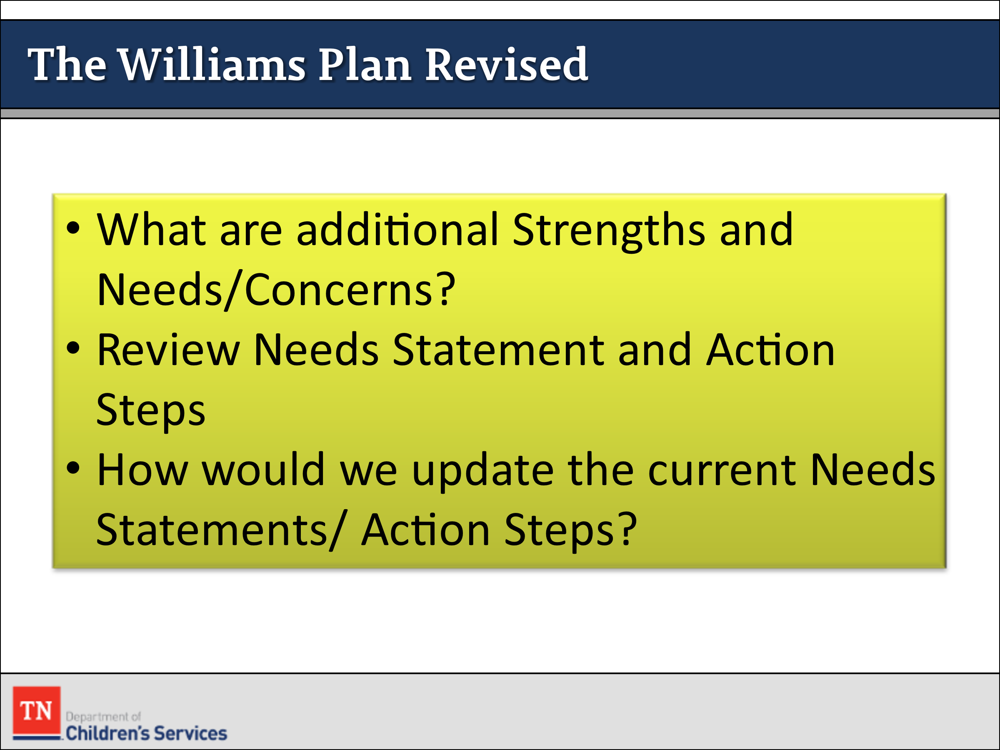 The Williams Plan Revised
• What are additional Strengths and
Needs/Concerns?
• Review Needs Statement and Action
Steps
• How would we update the current Needs
Statements/ Action Steps?
TN
Department of
Children's Services